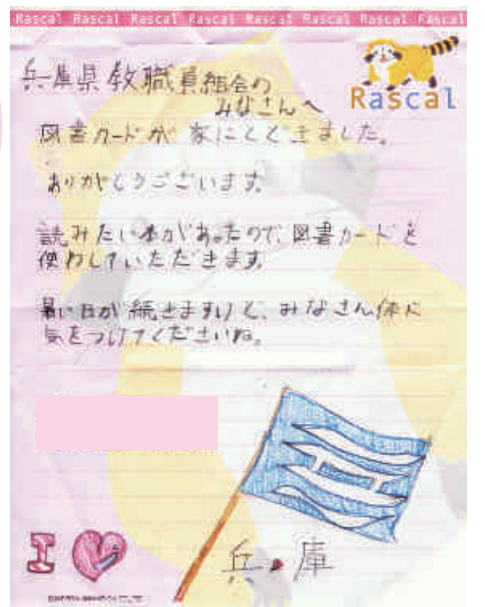 Rascal Rascal Rascal Rascal Rascal Rascal Rascal Rascal
Rascal
兵庫県教職員組合の
みなさんへ
図書カードが家にとどきました。
ありがとうございます。
読みたい本があったので、図書カードを
使わしていただきます。
暑い日が続きますけど、みなさん体に
気をつけてくださいね。
I
兵庫